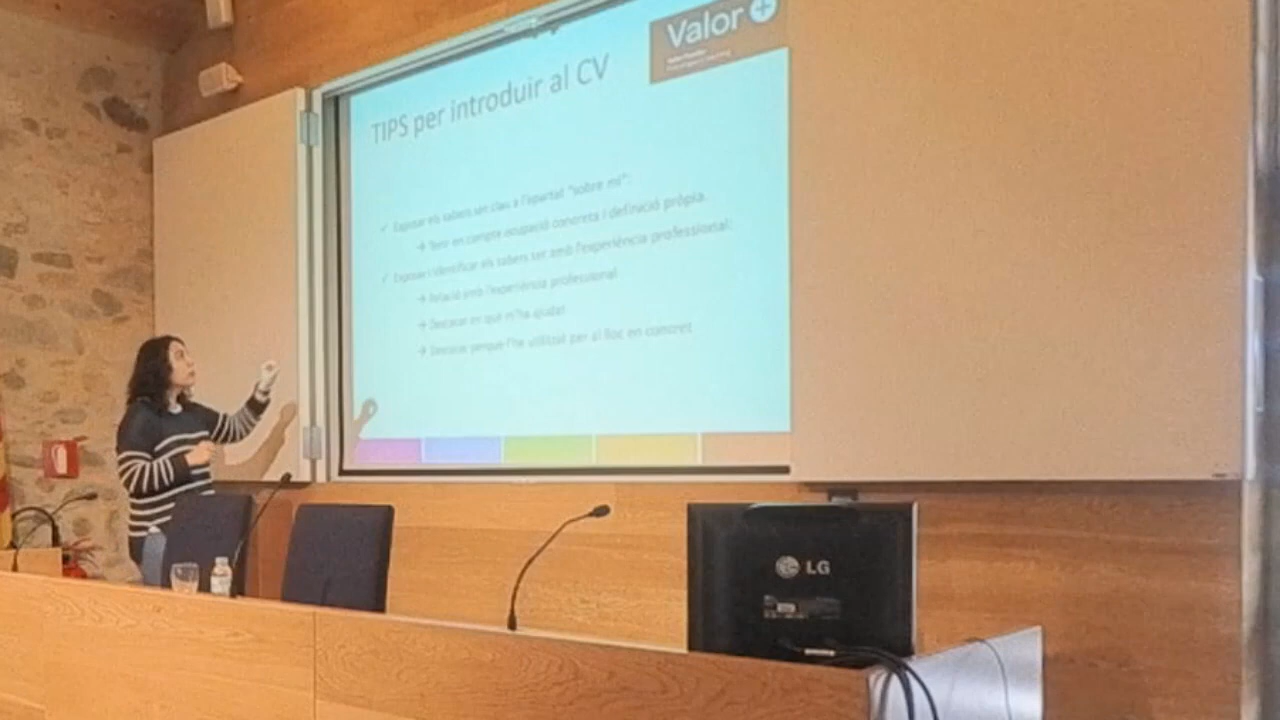 Valor +
TIPS per introduir al CV
✓ Exposar els sabers ser clau a l'apartat "sobre mi":
→ Tenir en compte ocupació concreta i definició pròpia.
✓ Exposar i identificar els sabers ser amb l'experiència professional:
→ Relació amb l'experiència professional
→ Destacar en què m'ha ajudat
→ Destacar perquè l'he utilitzat per al lloc en concret
LG